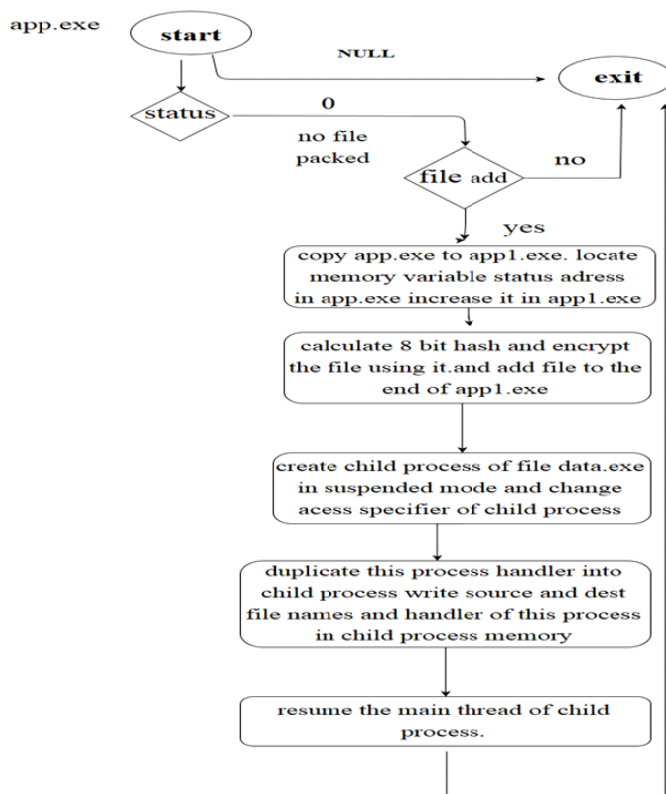 app.exe
start
NULL
exit
status
0
no file
packed
file add
no
yes
copy app.exe to app1.exe. locate
memory variable status adress
in app.exe increase it in app1.exe
calculate 8 bit hash and encrypt
the file using it.and add file to the
end of app1.exe
create child process of file data.exe
in suspended mode and change
acess specifier of child process
duplicate this process handler into
child process write source and dest
file names and handler of this process
in child process memory
resume the main thread of child
process.